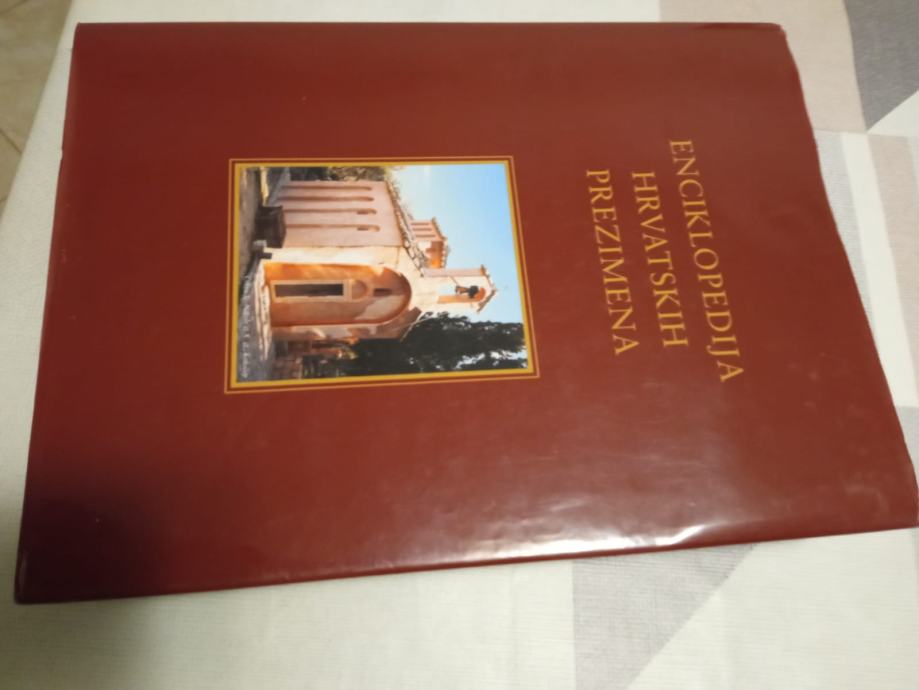 ENCIKLOPEDIJA
HRVATSKIH
PREZIMENA